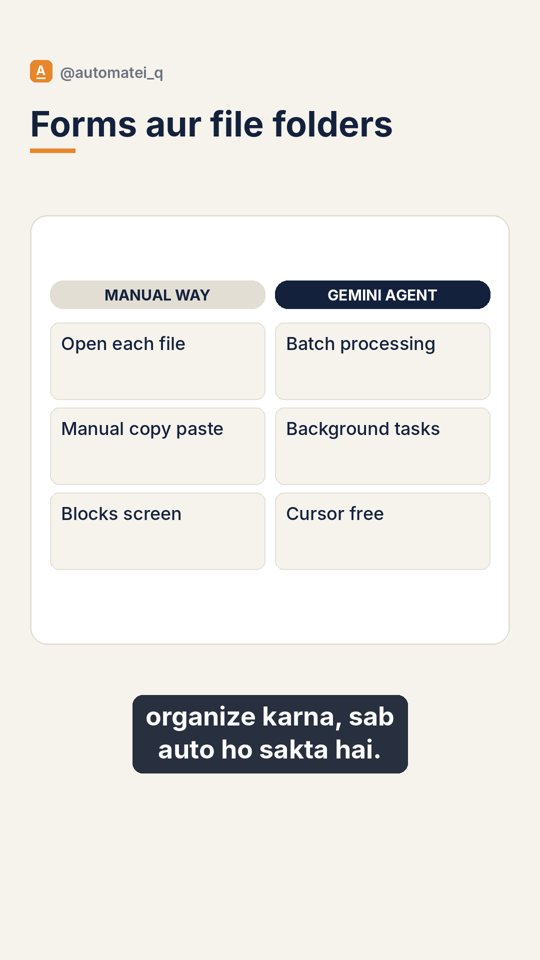 A @automatei_q
Forms aur file folders
MANUAL WAY GEMINI AGENT
Open each file Batch processing
Manual copy paste Background tasks
Blocks screen Cursor free
organize karna, sab
auto ho sakta hai.